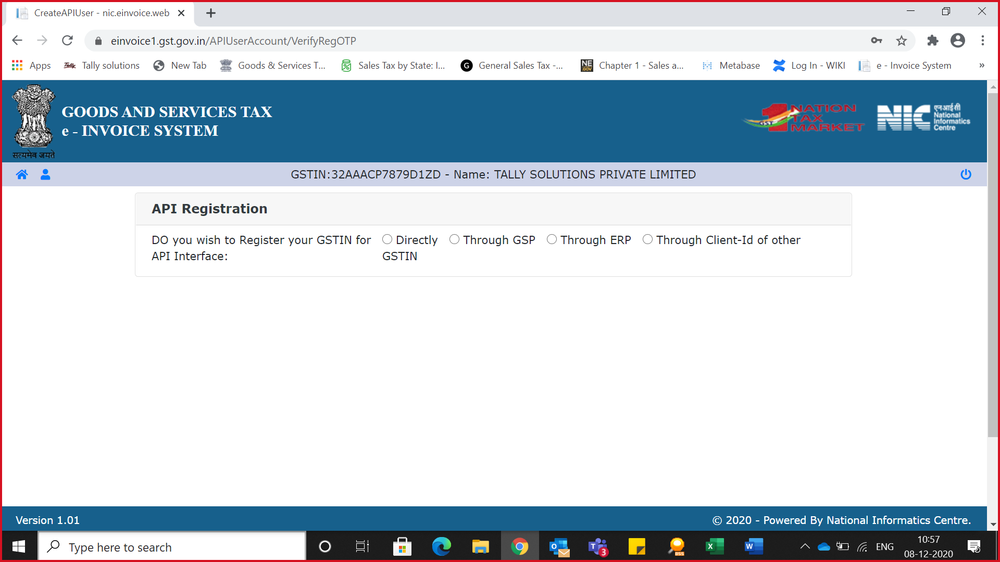 CreateAPIUser - nic.einvoice.web
einvoice1.gst.gov.in/APIUserAccount/VerifyRegOTP
Apps Tally Tally solutions New Tab Goods & Services T... Sales Tax by State: I... G General Sales Tax -... NE .GOV Chapter 1 - Sales a... Metabase Log In - WIKI e - Invoice System »
GOODS AND SERVICES TAX
e - INVOICE SYSTEM
सत्यमेव जयते
GST 1 NATION
TAX
MARKET
NIC एनआईसी
National
Informatics
Centre
GSTIN:32AAACP7879D1ZD - Name: TALLY SOLUTIONS PRIVATE LIMITED
API Registration
DO you wish to Register your GSTIN for Directly Through GSP Through ERP Through Client-Id of other
API Interface: GSTIN
Version 1.01 © 2020 - Powered By National Informatics Centre.
Type here to search
3
ENG
10:57
08-12-2020